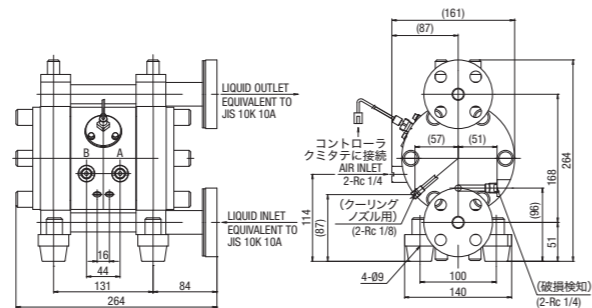 (161)
(87)
LIQUID OUTLET
EQUIVALENT TO
JIS 10K 10A
B
A
コントローラ
クミタテに接続
AIR INLET
2-Rc 1/4
(57)
(51)
264
168
114
(87)
(クーリング
ノズル用)
(2-Rc 1/8)
(96)
51
LIQUID INLET
EQUIVALENT TO
JIS 10K 10A
16
44
131
84
264
4-Ø9
100
140
(破損検知)
(2-Rc 1/4)